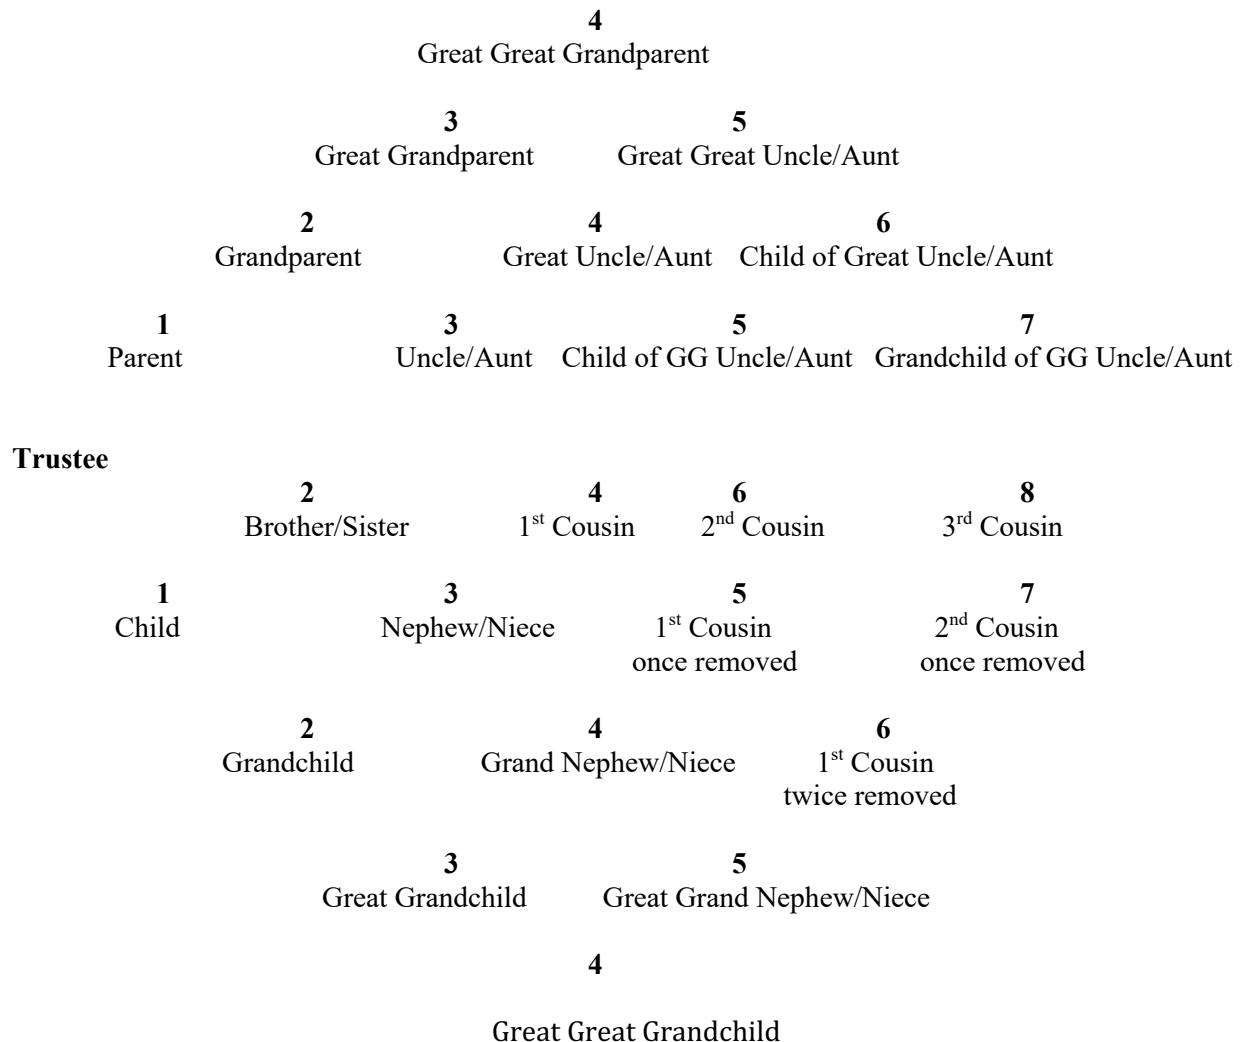 4
Great Great Grandparent
3 5
Great Grandparent Great Great Uncle/Aunt
2 4 6
Grandparent Great Uncle/Aunt Child of Great Uncle/Aunt
1 3 5 7
Parent Uncle/Aunt Child of GG Uncle/Aunt Grandchild of GG Uncle/Aunt
Trustee
2 4 6 8
Brother/Sister 1st Cousin 2nd Cousin 3rd Cousin
1 3 5 7
Child Nephew/Niece 1st Cousin 2nd Cousin
once removed once removed
2 4 6
Grandchild Grand Nephew/Niece 1st Cousin
twice removed
3 5
Great Grandchild Great Grand Nephew/Niece
4
Great Great Grandchild